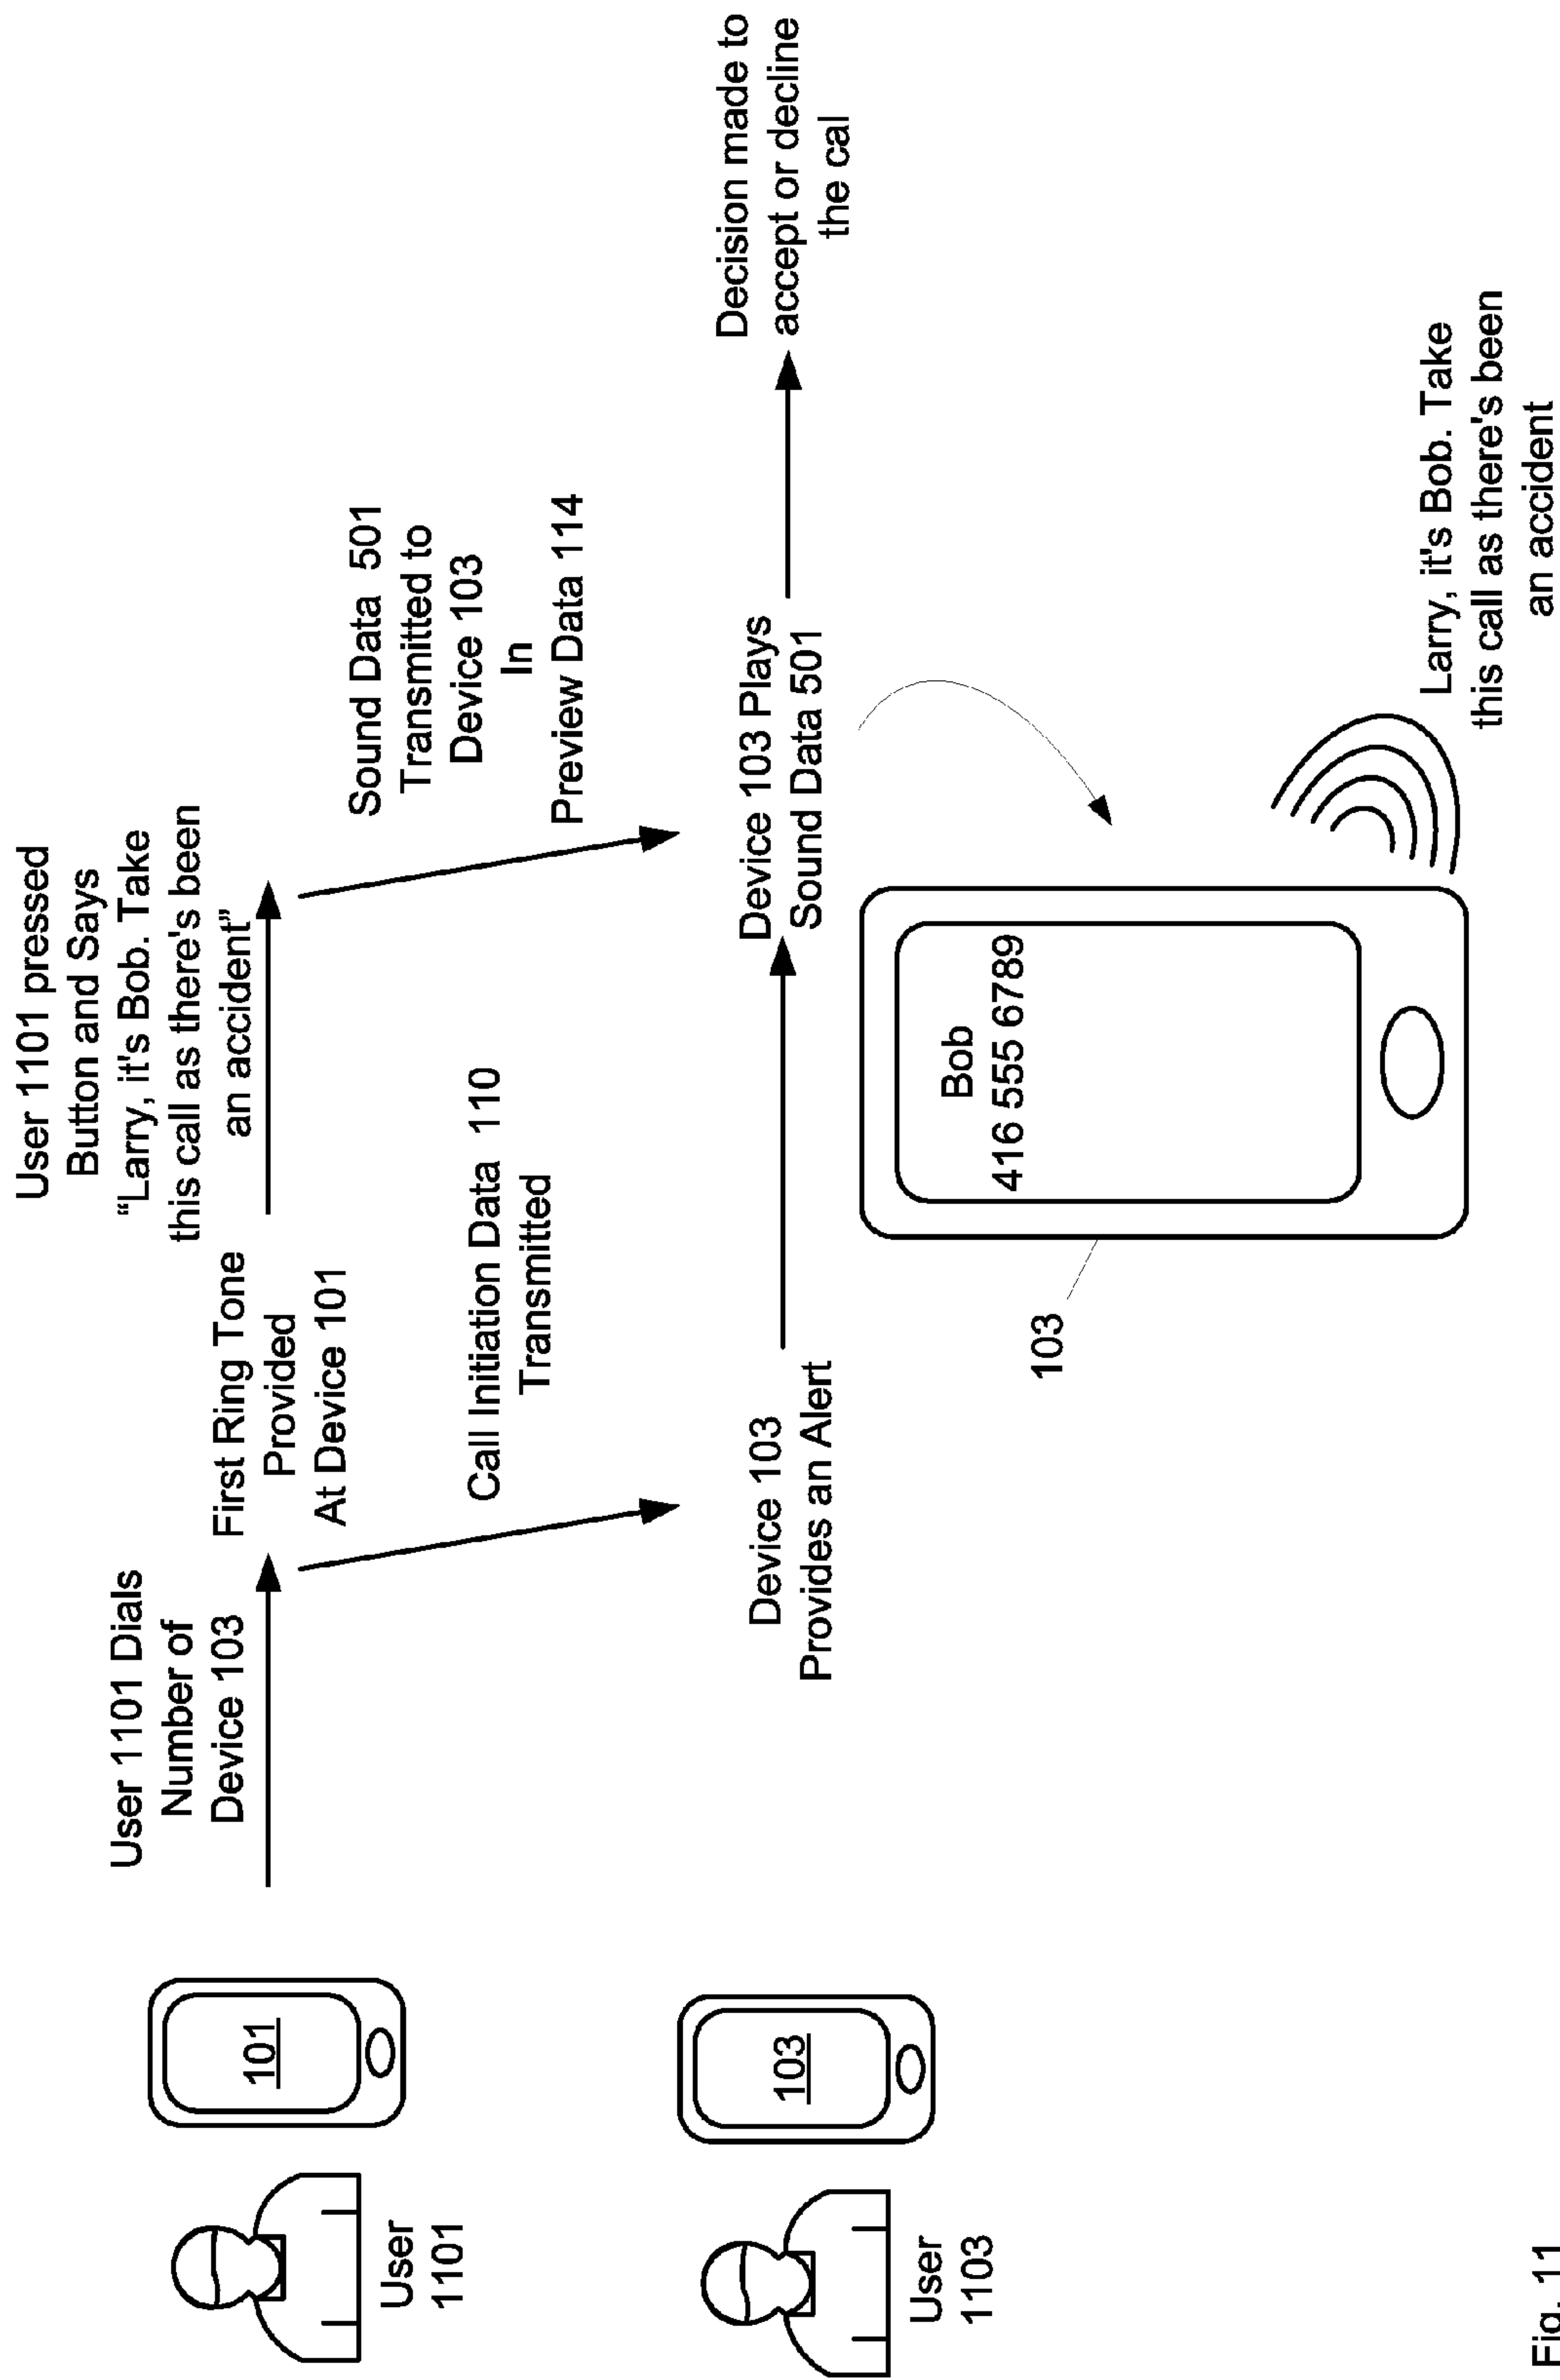 User 1101 Dials
Number of
Device 103
First Ring Tone
Provided
At Device 101
User 1101 pressed
Button and Says
“Larry, it's Bob. Take
this call as there's been
an accident”
101
User
1101
Call Initiation Data 110
Transmitted
Sound Data 501
Transmitted to
Device 103
In
Preview Data 114
103
User
1103
Device 103
Provides an Alert
Device 103 Plays
Sound Data 501
Decision made to
accept or decline
the cal
103
Bob
416 555 6789
Larry, it's Bob. Take
this call as there's been
an accident
Fig. 11